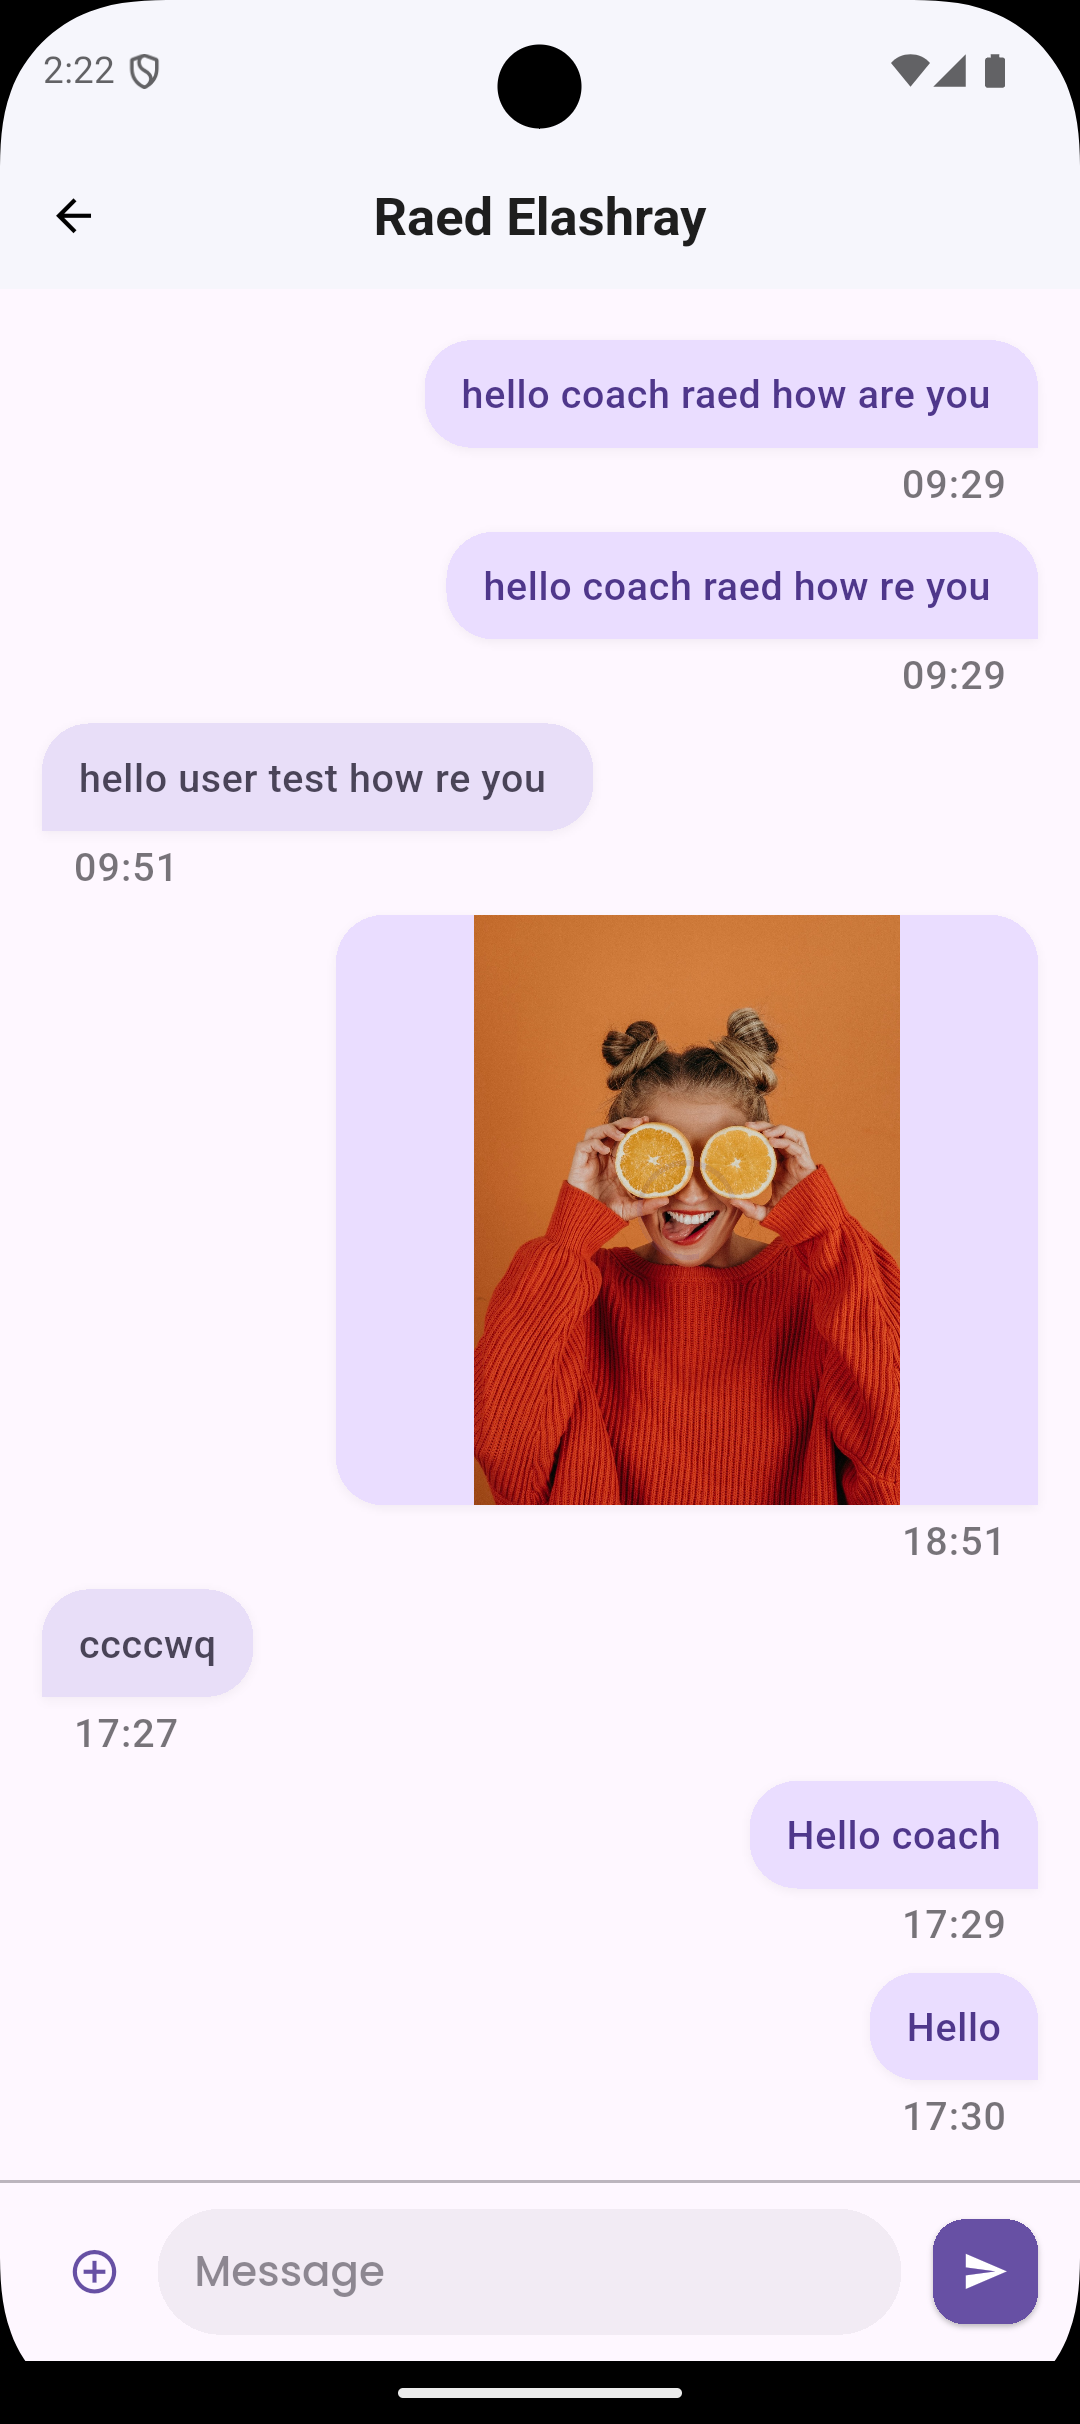 2:22
Raed Elashray
hello coach raed how are you
09:29
hello coach raed how re you
09:29
hello user test how re you
09:51
18:51
ccccwq
17:27
Hello coach
17:29
Hello
17:30
Message